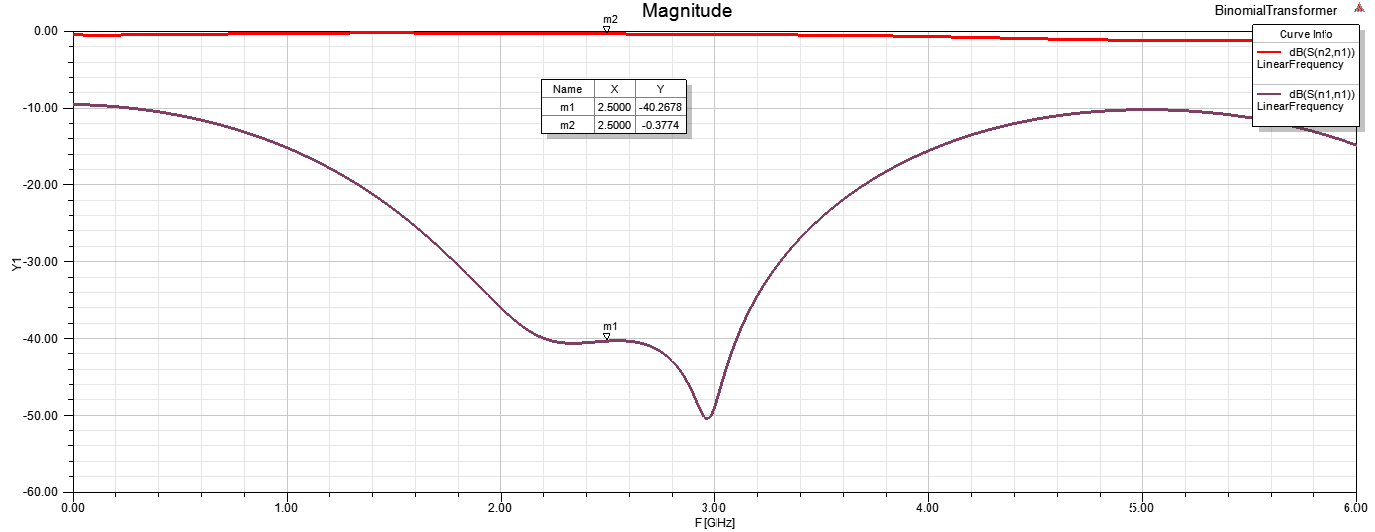 Magnitude
BinomialTransformer
m2
0.00
-10.00
-20.00
-30.00
-40.00
-50.00
-60.00
Y1
Name X Y
m1 2.5000 -40.2678
m2 2.5000 -0.3774
Curve Info
dB(S(n2,n1))
LinearFrequency
dB(S(n1,n1))
LinearFrequency
m1
0.00 1.00 2.00 3.00 4.00 5.00 6.00
F [GHz]